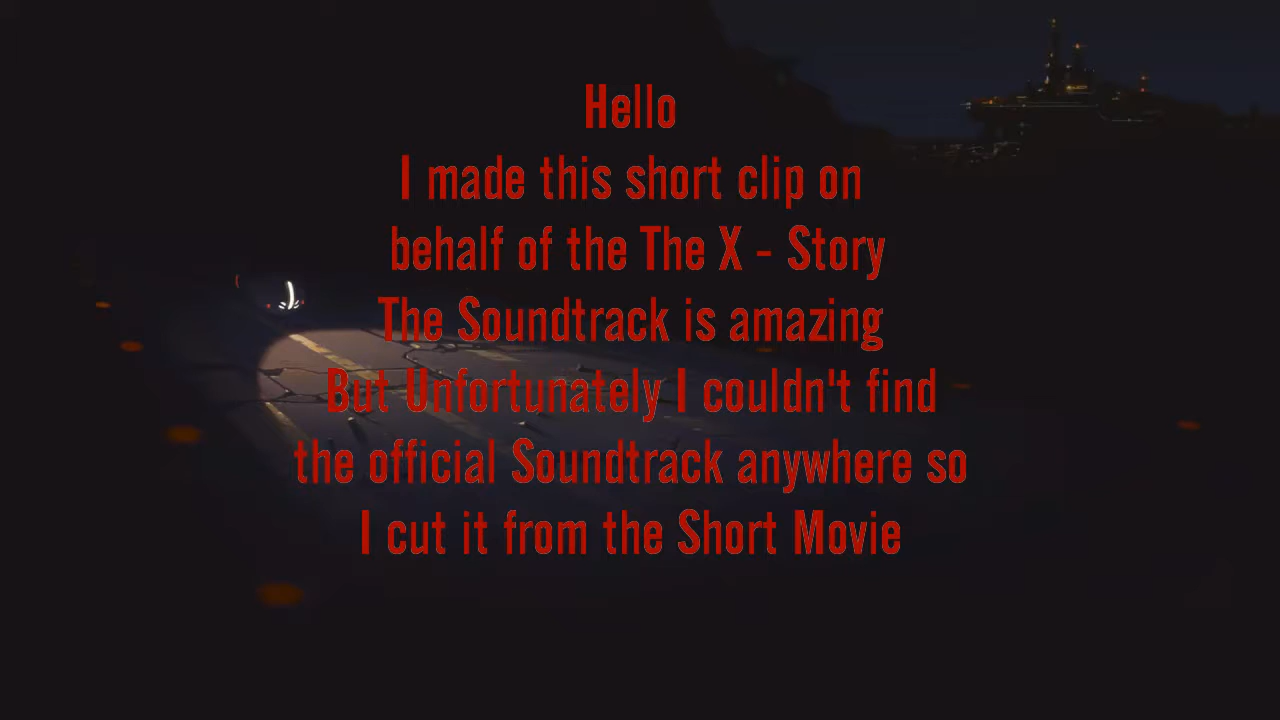 Hello
I made this short clip on
behalf of the The X - Story
The Soundtrack is amazing
But Unfortunately I couldn't find
the official Soundtrack anywhere so
I cut it from the Short Movie